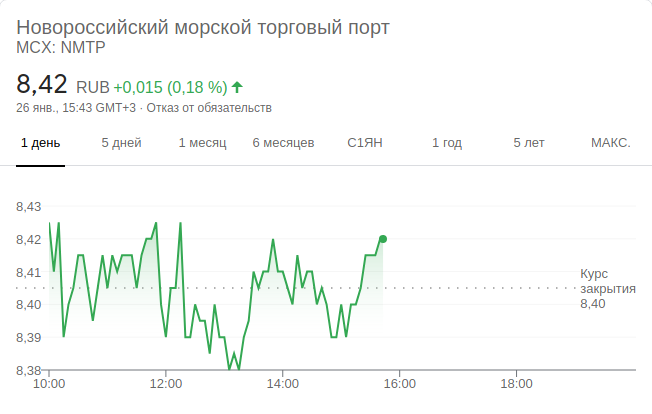 Новороссийский морской торговый порт
MCX: NMTP
8,42 RUB +0,015 (0,18 %)
26 янв., 15:43 GMT+3 · Отказ от обязательств
1 день 5 дней 1 месяц 6 месяцев С1ЯН 1 год 5 лет МАКС.
8,43
8,42
8,41
8,40
8,39
8,38
Курс
закрытия
8,40
10:00 12:00 14:00 16:00 18:00